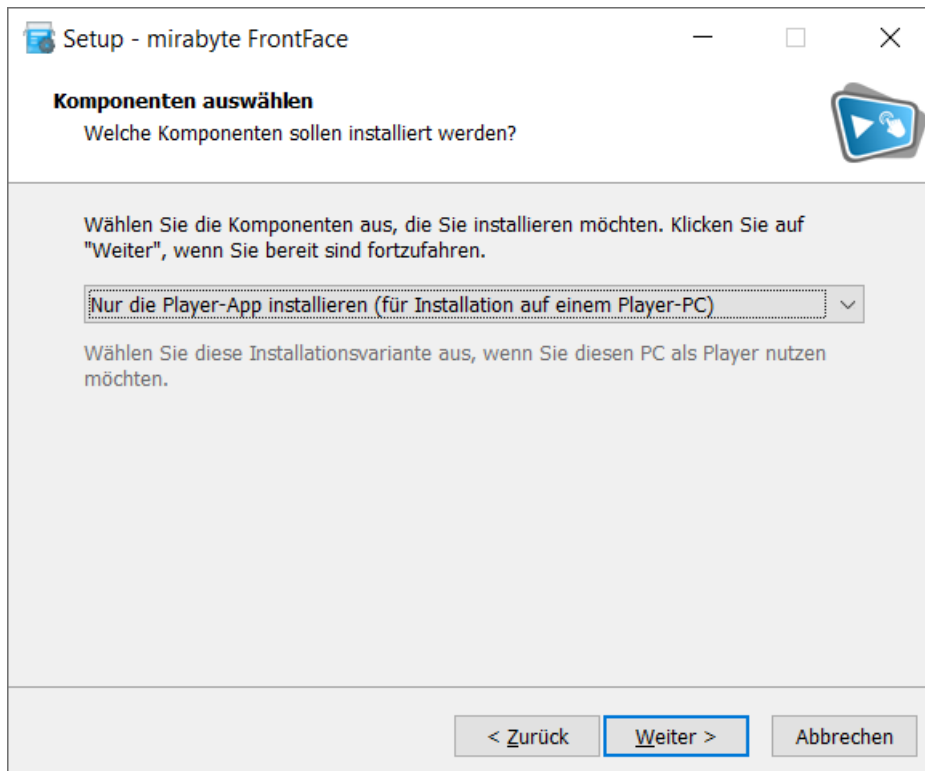 Setup - mirabyte FrontFace
Komponenten auswählen
Welche Komponenten sollen installiert werden?
Wählen Sie die Komponenten aus, die Sie installieren möchten. Klicken Sie auf
"Weiter", wenn Sie bereit sind fortzufahren.
Nur die Player-App installieren (für Installation auf einem Player-PC)
Wählen Sie diese Installationsvariante aus, wenn Sie diesen PC als Player nutzen
möchten.
< Zurück
Weiter >
Abbrechen